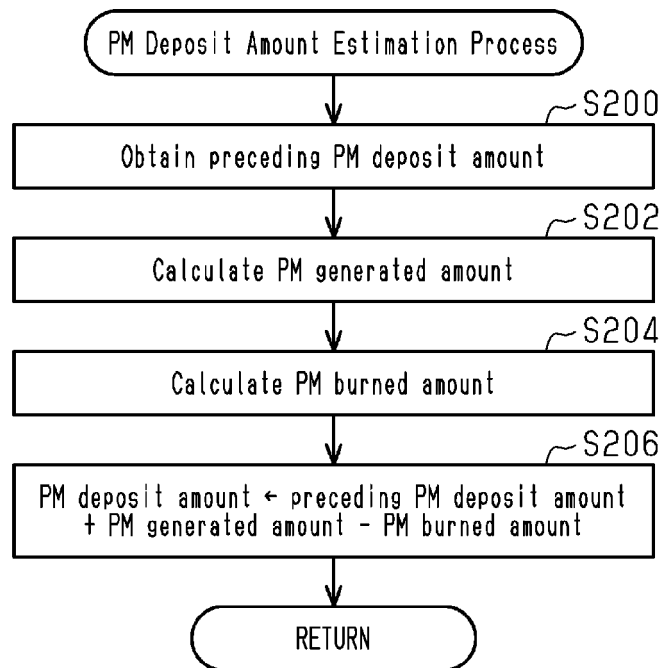 PM Deposit Amount Estimation Process
S200
Obtain preceding PM deposit amount
S202
Calculate PM generated amount
S204
Calculate PM burned amount
S206
PM deposit amount ← preceding PM deposit amount
+ PM generated amount - PM burned amount
RETURN